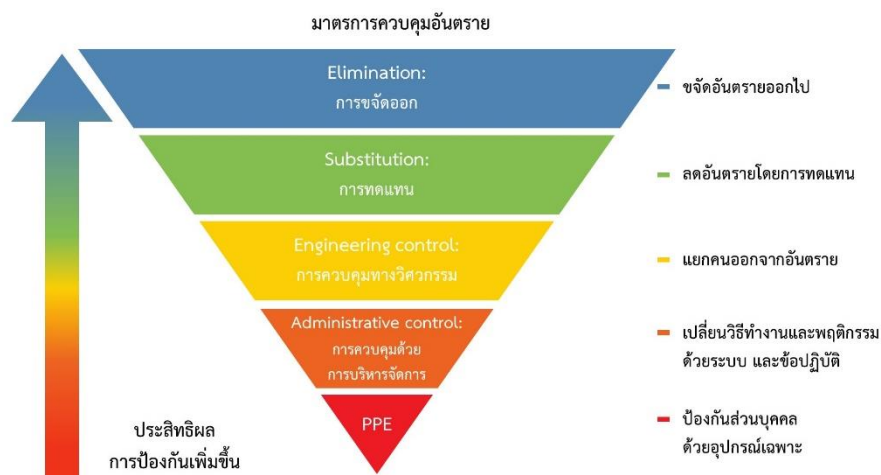 มาตรการควบคุมอันตราย
Elimination:
การขจัดออก
ขจัดอันตรายออกไป
Substitution:
การทดแทน
ลดอันตรายโดยการทดแทน
Engineering control:
การควบคุมทางวิศวกรรม
แยกคนออกจากอันตราย
Administrative control:
การควบคุมด้วย
การบริหารจัดการ
เปลี่ยนวิธีทำงานและพฤติกรรม
ด้วยระบบ และข้อปฏิบัติ
PPE
ป้องกันส่วนบุคคล
ด้วยอุปกรณ์เฉพาะ
ประสิทธิผล
การป้องกันเพิ่มขึ้น